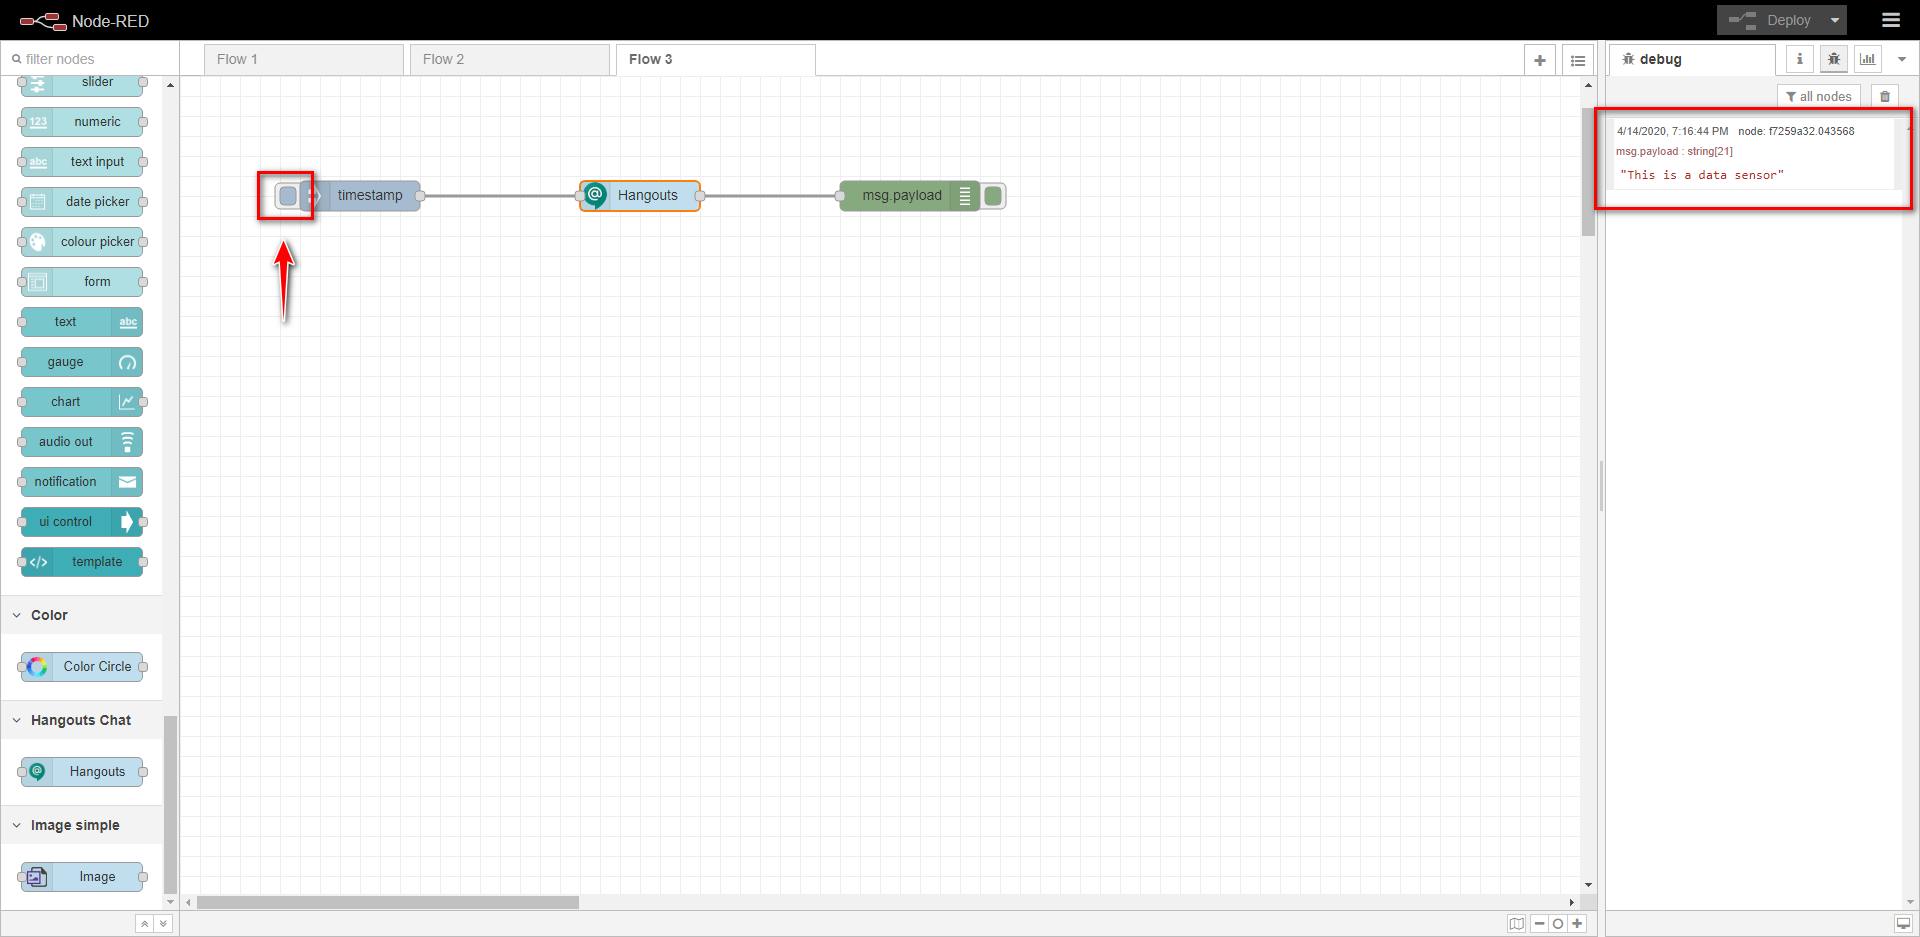 Node-RED
Deploy
filter nodes
Flow 1
Flow 2
Flow 3
debug
i
all nodes
slider
123 numeric
abc text input
date picker
colour picker
form
text abc
gauge
chart
audio out
notification
ui control
</> template
Color
Color Circle
Hangouts Chat
@ Hangouts
Image simple
Image
timestamp
@ Hangouts
msg.payload
4/14/2020, 7:16:44 PM node: f7259a32.043568
msg.payload : string[21]
"This is a data sensor"